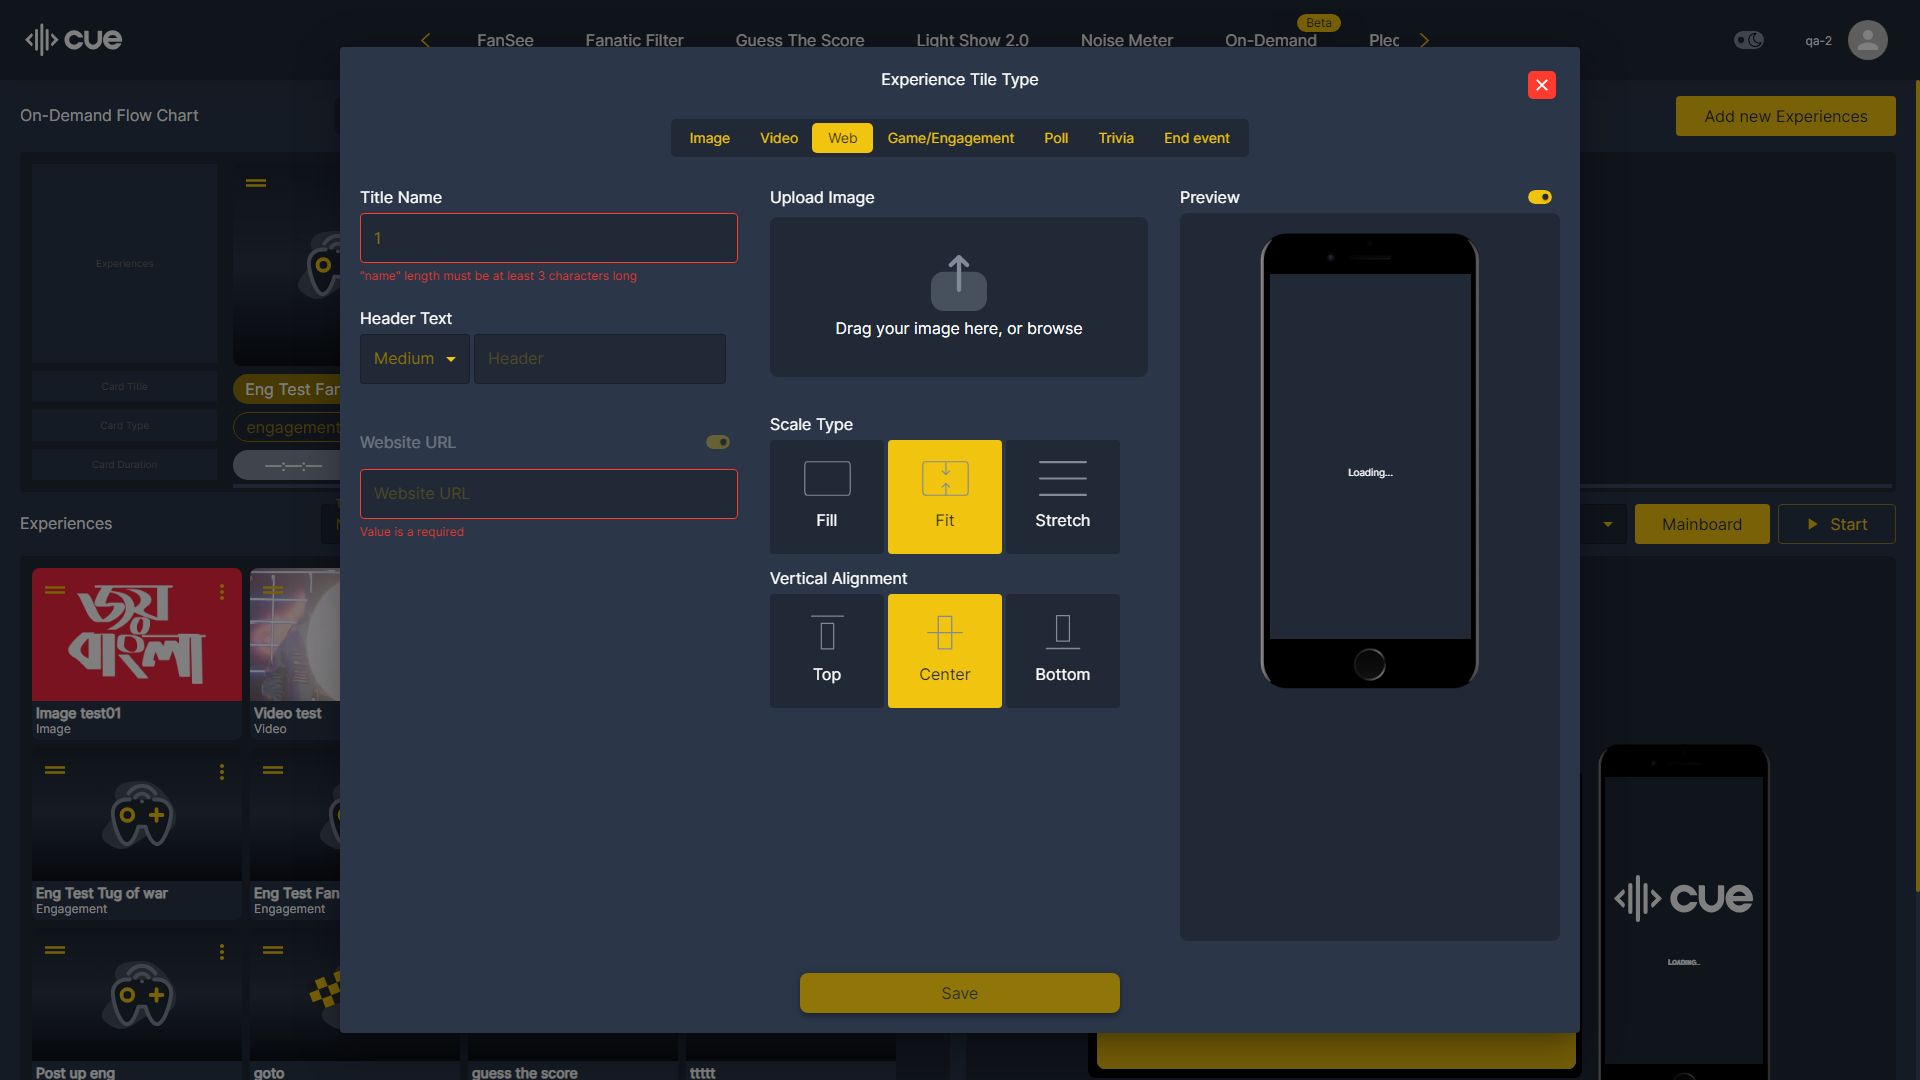 cue
FanSee
Fanatic Filter
Guess The Score
Light Show 2.0
Noise Meter
Beta
On-Demand
Plec
qa-2
On-Demand Flow Chart
Add new Experiences
Experiences
Card Title
Card Type
Card Duration
Eng Test Fan
engagement
—:—:—
Experience Tile Type
Image
Video
Web
Game/Engagement
Poll
Trivia
End event
Title Name
1
"name" length must be at least 3 characters long
Header Text
Medium
Header
Website URL
Website URL
Value is a required
Upload Image
Drag your image here, or browse
Scale Type
Fill
Fit
Stretch
Vertical Alignment
Top
Center
Bottom
Preview
Loading...
Save
Experiences
Mainboard
Start
জয়
বাংলা
Image test01
Image
Video test
Video
Eng Test Tug of war
Engagement
Eng Test Fan
Engagement
Post up eng
goto
guess the score
ttttt
cue
LOADING...